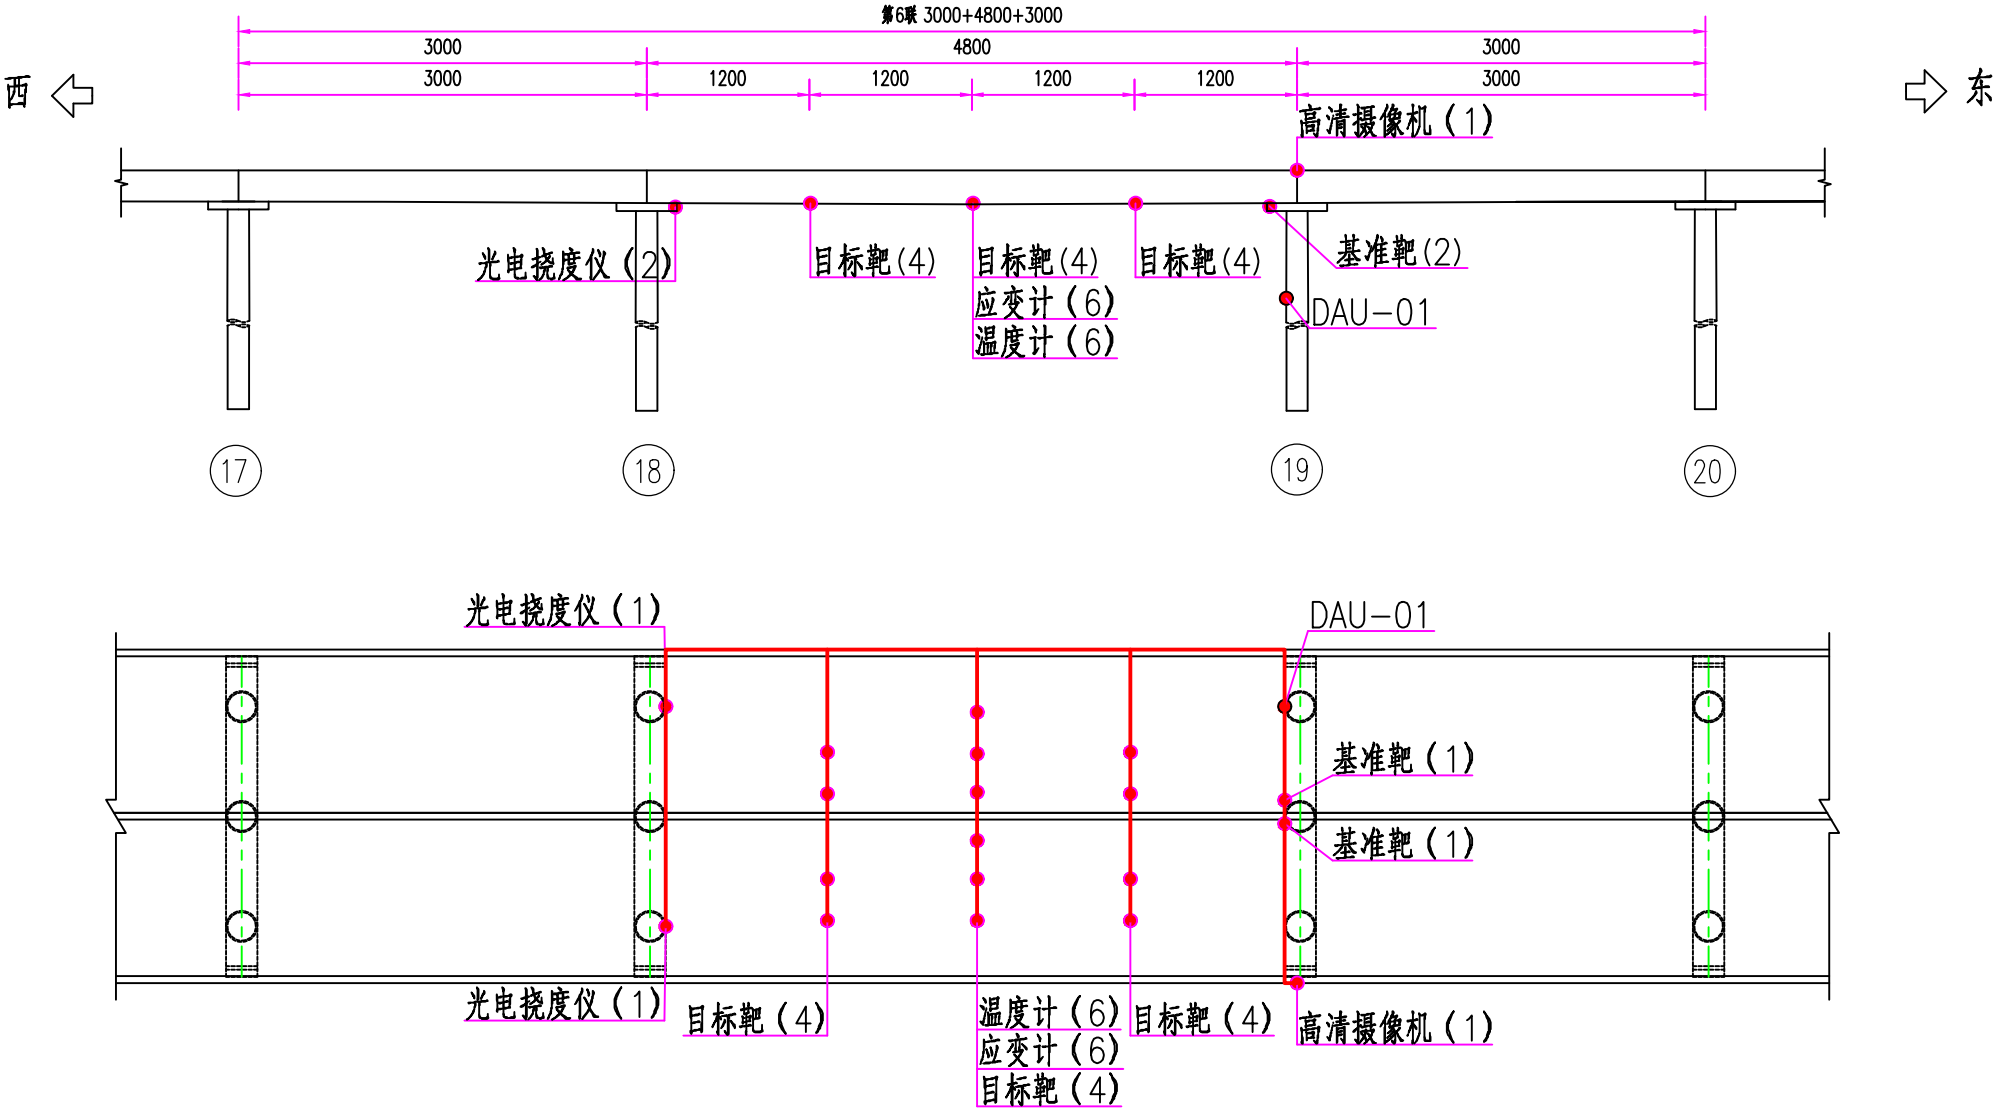 第6联 3000+4800+3000
3000 4800 3000
3000 1200 1200 1200 1200 3000
西
东
高清摄像机（1）
光电挠度仪（2）
目标靶(4)
目标靶(4)
应变计（6）
温度计（6）
目标靶(4)
基准靶(2)
DAU-01
17
18
19
20
光电挠度仪（1）
DAU-01
基准靶（1）
基准靶（1）
光电挠度仪（1）
目标靶（4）
温度计（6）
应变计（6）
目标靶（4）
目标靶（4）
高清摄像机（1）